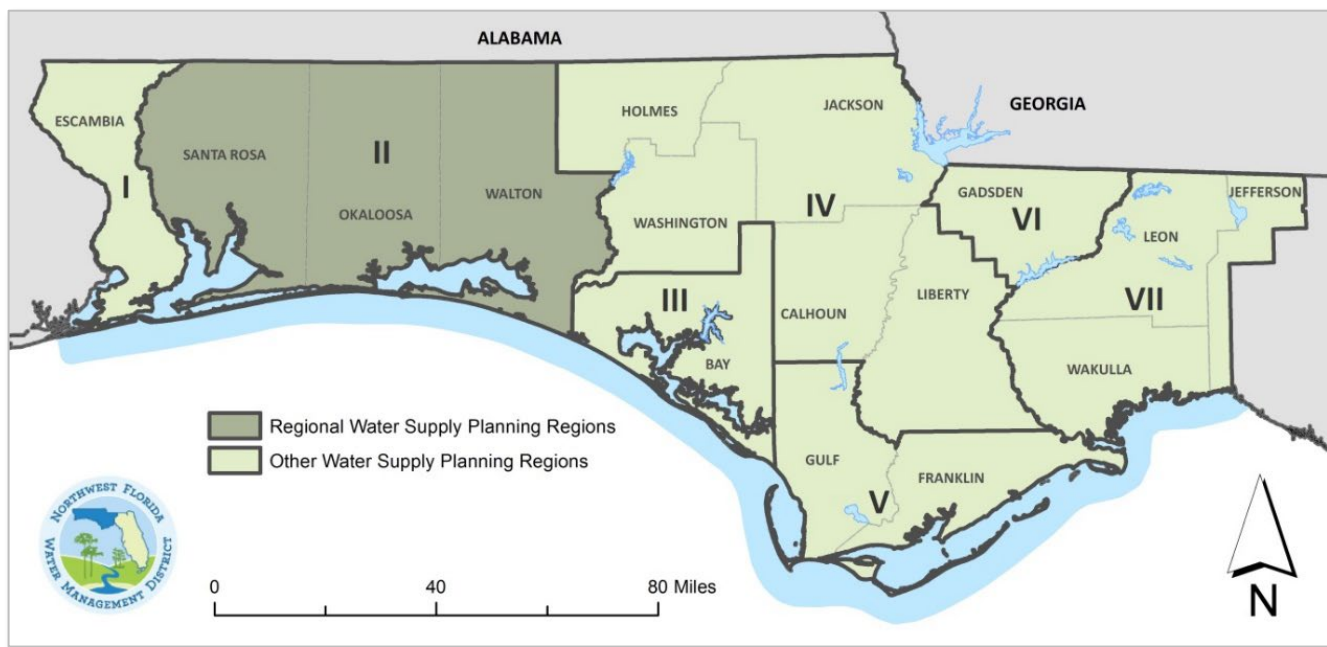 ALABAMA
GEORGIA
ESCAMBIA
I
SANTA ROSA
II
OKALOOSA
WALTON
HOLMES
JACKSON
WASHINGTON
IV
GADSDEN
VI
JEFFERSON
LEON
VII
LIBERTY
CALHOUN
III
BAY
WAKULLA
GULF
V
FRANKLIN
Regional Water Supply Planning Regions
Other Water Supply Planning Regions
NORTHWEST FLORIDA
WATER MANAGEMENT DISTRICT
0 40 80 Miles
N